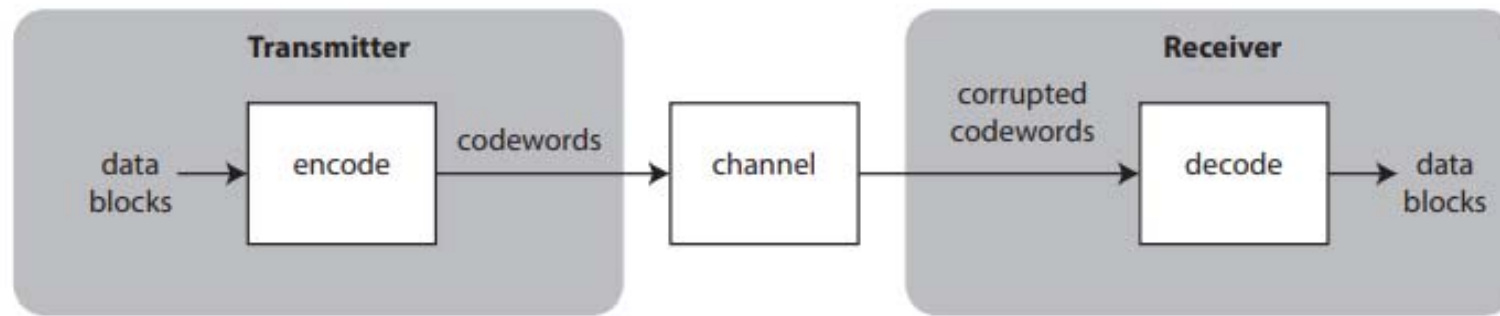 Transmitter
data
blocks
encode
codewords
channel
Receiver
corrupted
codewords
decode
data
blocks